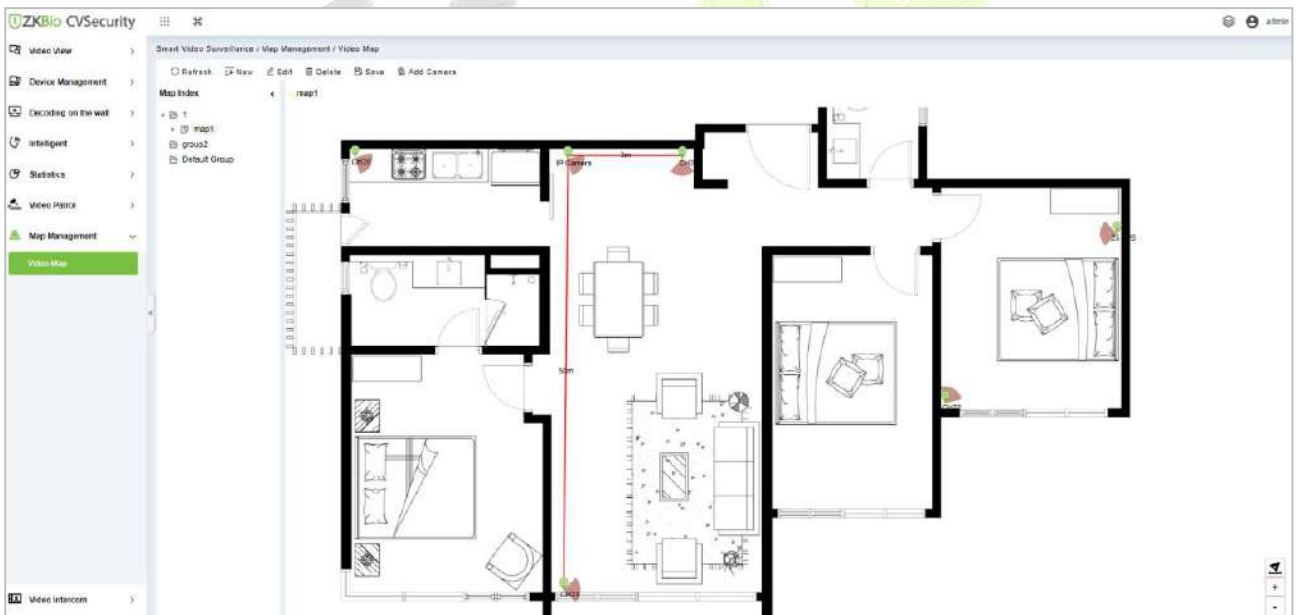 ZKBio CVSecurity
admin
Video View
Device Management
Decoding on the wall
Intelligent
Statistics
Video Patrol
Map Management
Video Map
Video Intercom
Smart Video Surveillance / Map Management / Video Map
Refresh New Edit Delete Save Add Camera
Map Index
1
map1
group2
Default Group
map1
IP Camera
3m
50m
+
-